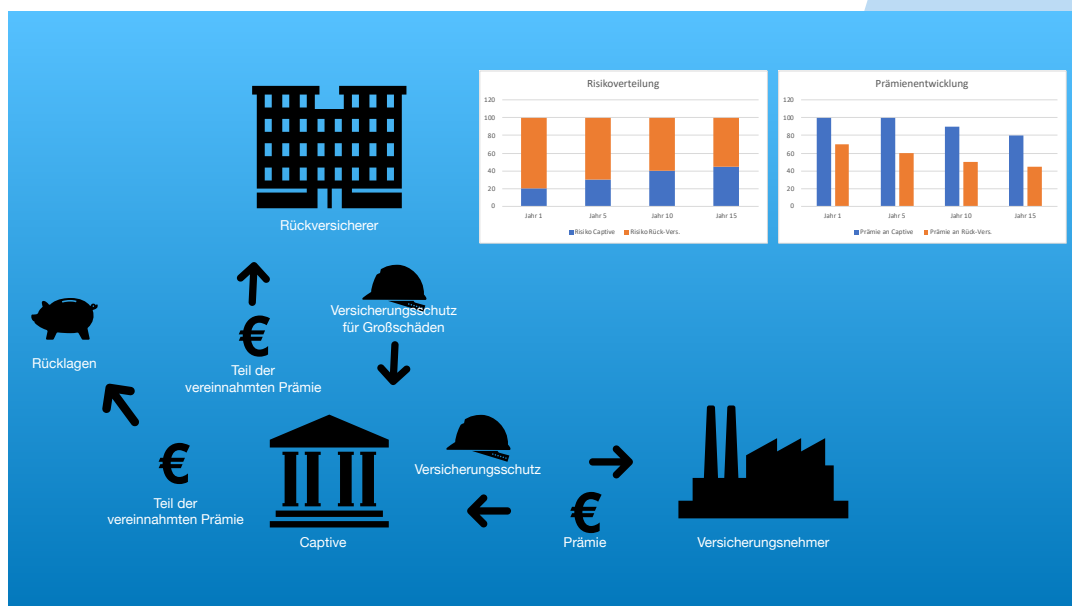 Risikoverteilung
120
100
80
60
40
20
0
Jahr 1 Jahr 5 Jahr 10 Jahr 15
Risiko Captive Risiko Rück-Vers.
Prämienentwicklung
120
100
80
60
40
20
0
Jahr 1 Jahr 5 Jahr 10 Jahr 15
Prämie an Captive Prämie an Rück-Vers.
Rückversicherer
Versicherungsschutz
für Großschäden
€
Teil der
vereinnahmten Prämie
Rücklagen
€
Teil der
vereinnahmten Prämie
Versicherungsschutz
€
Captive
Prämie
Versicherungsnehmer